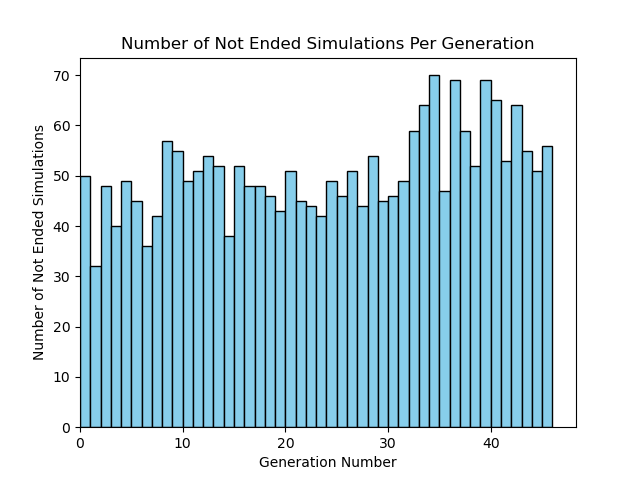 Number of Not Ended Simulations Per Generation
70
60
50
40
30
20
10
0
Number of Not Ended Simulations
0 10 20 30 40
Generation Number